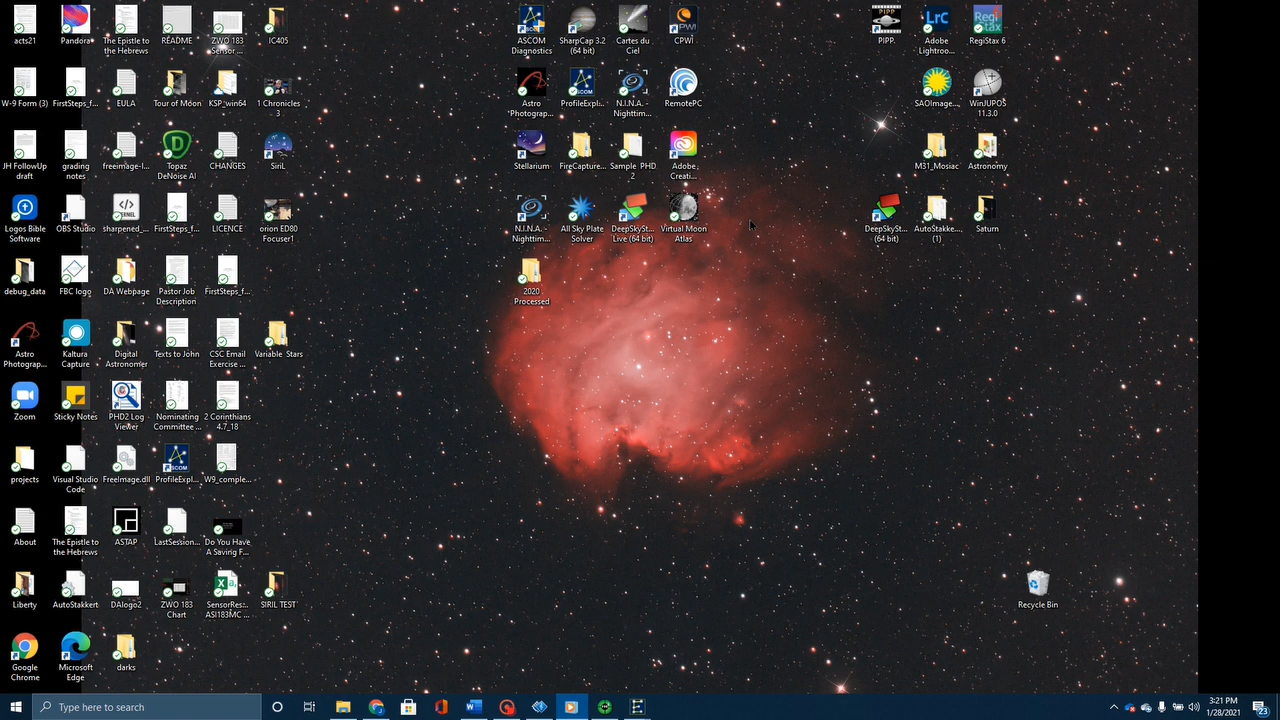 acts21
Pandora
The Epistle to
the Hebrews
README
ZWO 183
Sensor ...
IC405
ASCOM
Diagnostics
SharpCap 3.2
(64 bit)
Cartes du
Ciel
CPWI
PIPP
Adobe
Lightroo...
RegiStax 6
W-9 Form (3)
FirstSteps_f...
EULA
Tour of Moon
KSP_win64
1 Chronicles
3
Astro
Photograp...
ProfileExpl...
N.I.N.A. -
Nighttim...
RemotePC
SAOImage...
WinJUPOS
11.3.0
JH FollowUp
draft
grading
notes
freeimage-l...
Topaz
DeNoise AI
CHANGES
SiriL
Stellarium
FireCapture...
Sample_PHD
2
Adobe
Creati...
M31_Mosiac
Astronomy
Logos Bible
Software
OBS Studio
</>
KERNEL
sharpened_...
FirstSteps_f...
LICENCE
orion ED80
Focuser1
N.I.N.A. -
Nighttim...
All Sky Plate
Solver
DeepSkySt...
Live (64 bit)
Virtual Moon
Atlas
DeepSkySt...
(64 bit)
AutoStakke...
(1)
Saturn
debug_data
FBC logo
DA Webpage
Pastor Job
Description
FirstSteps_f...
2020
Processed
Astro
Photograp...
Kaltura
Capture
Digital
Astronomer
Texts to John
CSC Email
Exercise ...
Variable_Stars
Zoom
Sticky Notes
PHD2 Log
Viewer
Nominating
Committee ...
2 Corinthians
4.7_18
projects
Visual Studio
Code
FreeImage.dll
ASCOM
ProfileExpl...
W9_comple...
About
The Epistle to
the Hebrews
ASTAP
LastSession...
Do You Have
A Saving F...
Liberty
AutoStakkert
DAlogo2
ZWO 183
Chart
SensorRes...
ASI183MC ...
SIRIL TEST
Recycle Bin
Google
Chrome
Microsoft
Edge
darks
Type here to search
3:21 PM
1/28/2021
23